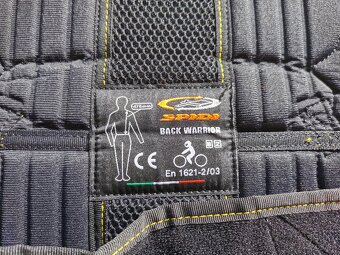 SPIDI
BACK WARRIOR
CE
En 1621-2/03